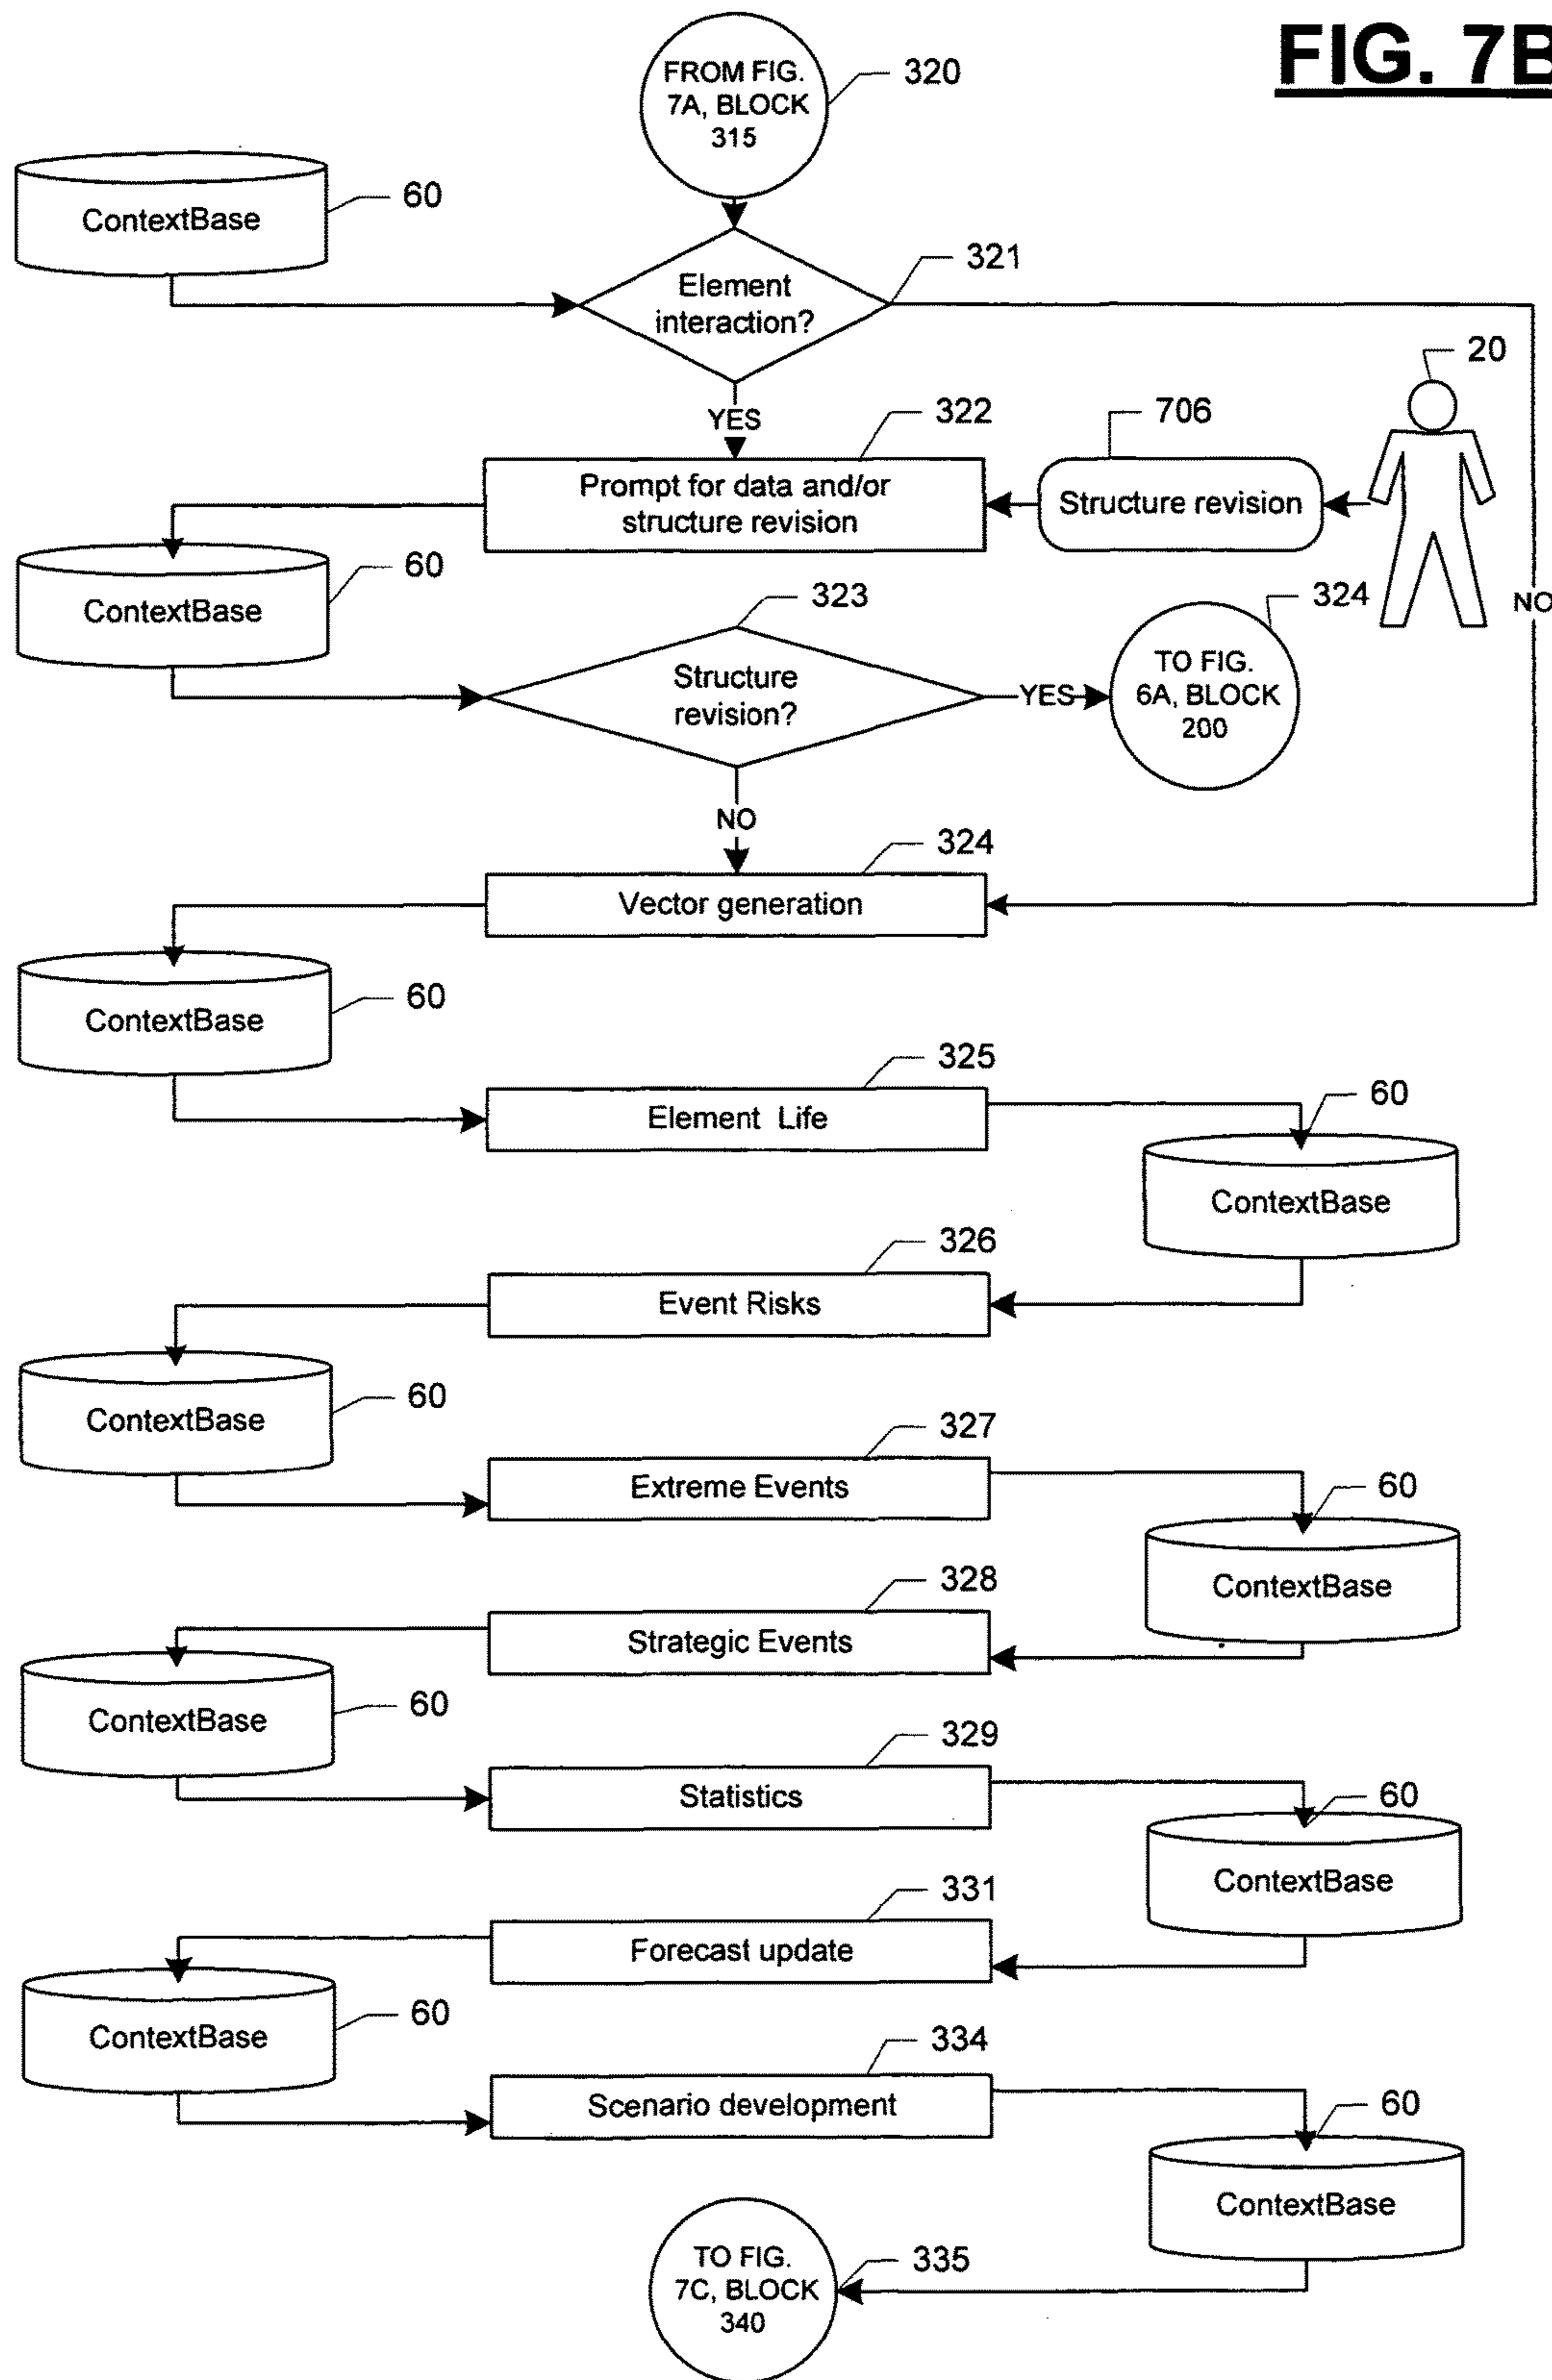 FIG. 7B
FROM FIG.
7A, BLOCK
315
320
ContextBase
60
Element
interaction?
321
20
YES
322
706
Prompt for data and/or
structure revision
Structure revision
ContextBase
60
323
324
NO
Structure
revision?
YES
TO FIG.
6A, BLOCK
200
NO
324
Vector generation
ContextBase
60
325
Element Life
60
ContextBase
326
Event Risks
ContextBase
60
327
Extreme Events
60
ContextBase
328
Strategic Events
ContextBase
60
329
Statistics
60
ContextBase
331
Forecast update
ContextBase
60
334
Scenario development
60
ContextBase
TO FIG.
7C, BLOCK
340
335